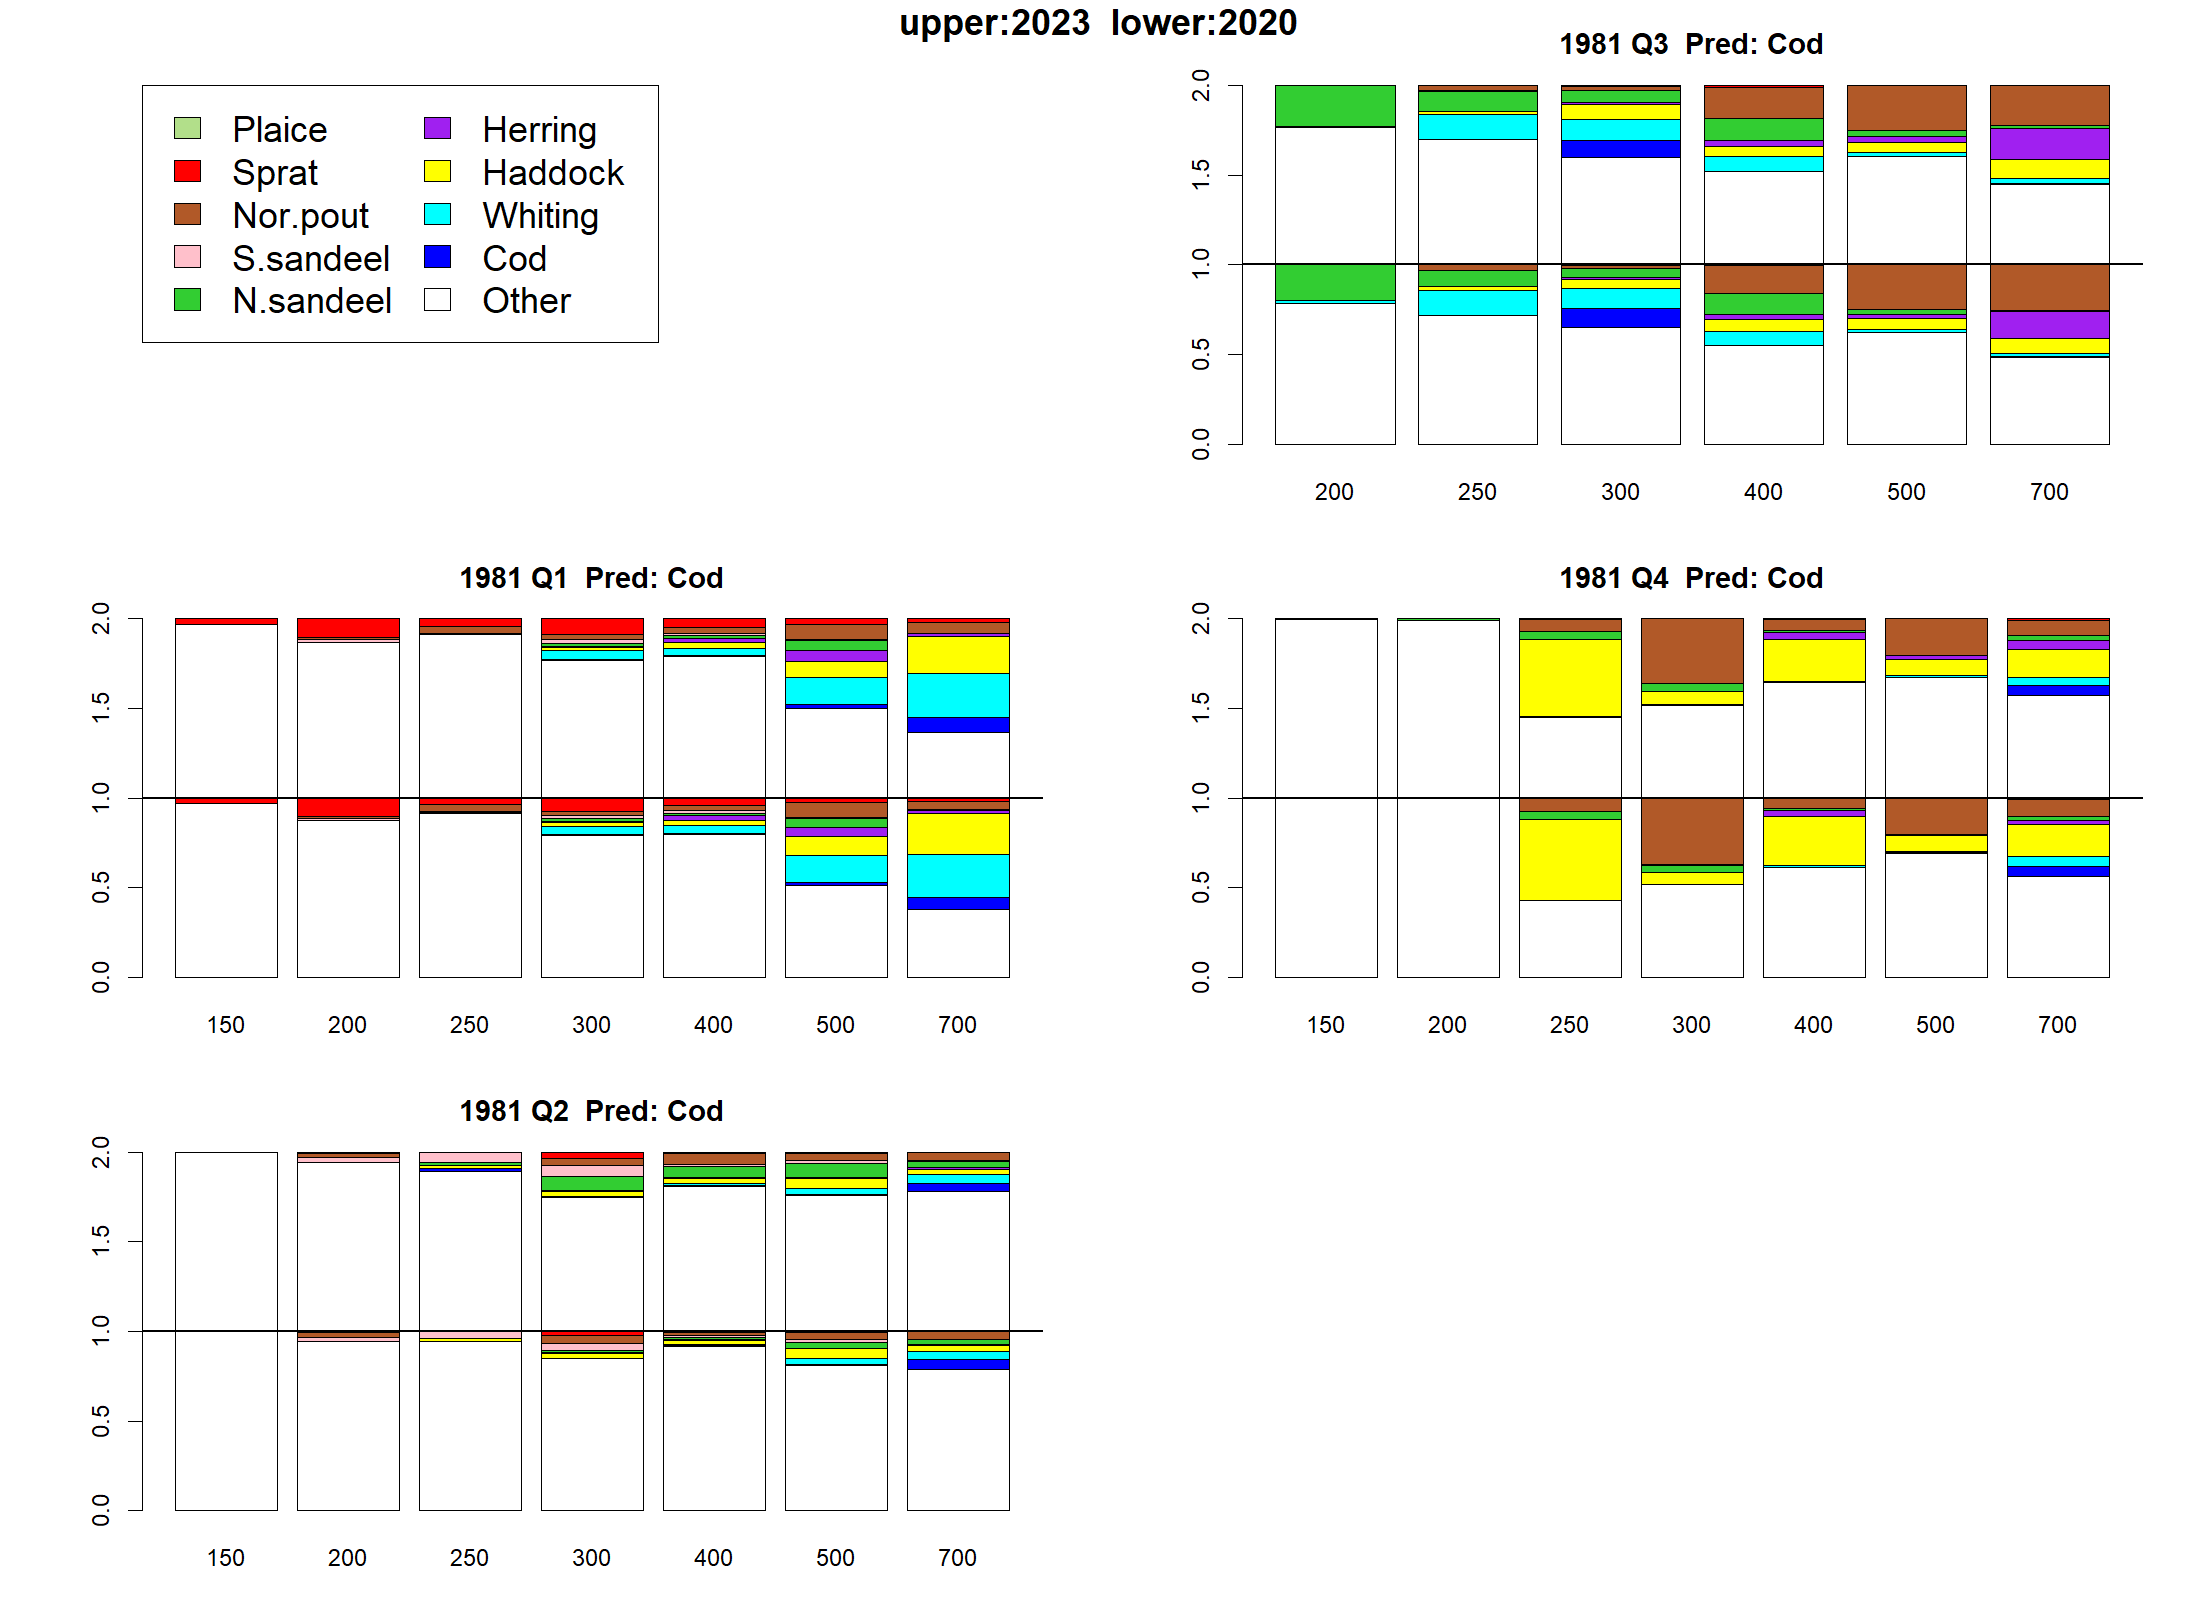 upper:2023  lower:2020
Plaice
Sprat
Nor.pout
S.sandeel
N.sandeel
Herring
Haddock
Whiting
Cod
Other
1981 Q3  Pred: Cod
2.0
1.5
1.0
0.5
0.0
200 250 300 400 500 700
1981 Q1  Pred: Cod
2.0
1.5
1.0
0.5
0.0
150 200 250 300 400 500 700
1981 Q4  Pred: Cod
2.0
1.5
1.0
0.5
0.0
150 200 250 300 400 500 700
1981 Q2  Pred: Cod
2.0
1.5
1.0
0.5
0.0
150 200 250 300 400 500 700